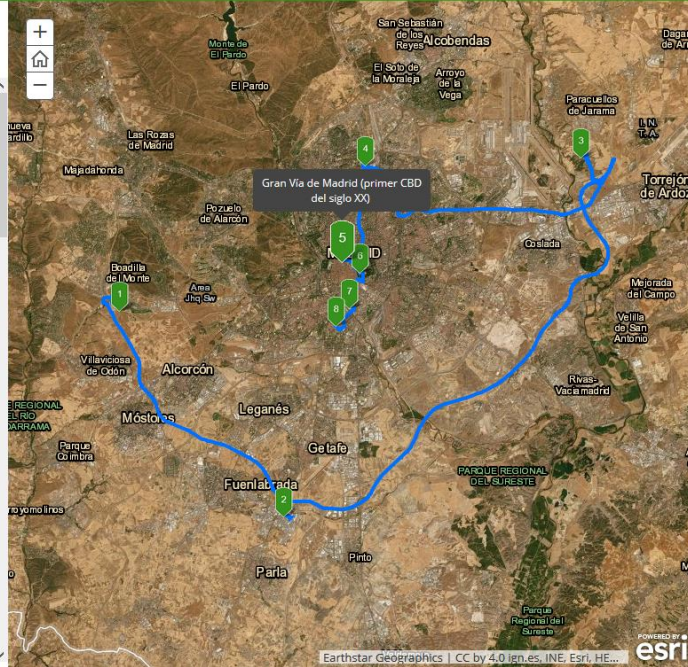 +
−
San Sebastián
de los
Reyes
Alcobendas
Monte de
El Pardo
El Soto de
la Moraleja
Arroyo
de la
Vega
El Pardo
Paracuellos
de Jarama
I. N.
T. A.
Las Rozas
de Madrid
Majadahonda
4
3
Gran Vía de Madrid (primer CBD
del siglo XX)
Pozuelo
de Alarcón
5
6
Coslada
Boadilla
del Monte
1
Area
Jhq Sw
7
8
Mejorada
del Campo
Velilla
de San
Antonio
Villaviciosa
de Odón
Alcorcón
Rivas-
Vaciamadrid
Leganés
Móstoles
Parque
Coimbra
Getafe
PARQUE REGIONAL
DEL SURESTE
Fuenlabrada
2
Pinto
Parla
Parque
Regional del
Sureste
Earthstar Geographics | CC by 4.0 ign.es, INE, Esri, HE...
POWERED BY
esri